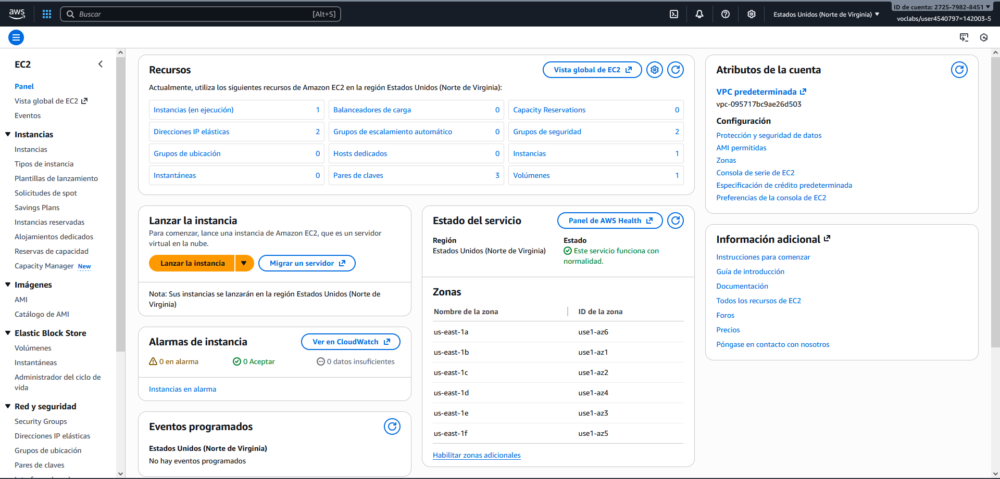 aws
Buscar
[Alt+S]
Estados Unidos (Norte de Virginia)
ID de cuenta: 2725-7982-8451
voclabs/user4540797=142003-5
EC2
Panel
Vista global de EC2
Eventos
Instancias
Instancias
Tipos de instancia
Plantillas de lanzamiento
Solicitudes de spot
Savings Plans
Instancias reservadas
Alojamientos dedicados
Reservas de capacidad
Capacity Manager New
Imágenes
AMI
Catálogo de AMI
Elastic Block Store
Volúmenes
Instantáneas
Administrador del ciclo de
vida
Red y seguridad
Security Groups
Direcciones IP elásticas
Grupos de ubicación
Pares de claves
Recursos
Vista global de EC2
Actualmente, utiliza los siguientes recursos de Amazon EC2 en la región Estados Unidos (Norte de Virginia):
Instancias (en ejecución) 1
Balanceadores de carga 0
Capacity Reservations 0
Direcciones IP elásticas 2
Grupos de escalamiento automático 0
Grupos de seguridad 2
Grupos de ubicación 0
Hosts dedicados 0
Instancias 1
Instantáneas 0
Pares de claves 3
Volúmenes 1
Lanzar la instancia
Para comenzar, lance una instancia de Amazon EC2, que es un servidor
virtual en la nube.
Lanzar la instancia
Migrar un servidor
Nota: Sus instancias se lanzarán en la región Estados Unidos (Norte de
Virginia)
Alarmas de instancia
Ver en CloudWatch
0 en alarma
0 Aceptar
0 datos insuficientes
Instancias en alarma
Eventos programados
Estados Unidos (Norte de Virginia)
No hay eventos programados
Estado del servicio
Panel de AWS Health
Región
Estados Unidos (Norte de Virginia)
Estado
Este servicio funciona con
normalidad.
Zonas
Nombre de la zona ID de la zona
us-east-1a use1-az6
us-east-1b use1-az1
us-east-1c use1-az2
us-east-1d use1-az4
us-east-1e use1-az3
us-east-1f use1-az5
Habilitar zonas adicionales
Atributos de la cuenta
VPC predeterminada
vpc-095717bc9ae26d503
Configuración
Protección y seguridad de datos
AMI permitidas
Zonas
Consola de serie de EC2
Especificación de crédito predeterminada
Preferencias de la consola de EC2
Información adicional
Instrucciones para comenzar
Guía de introducción
Documentación
Todos los recursos de EC2
Foros
Precios
Póngase en contacto con nosotros